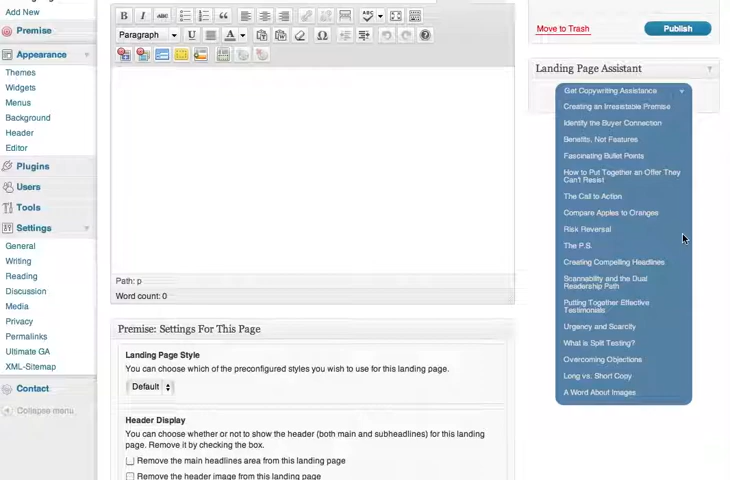 Add New
Premise
Appearance
Themes
Widgets
Menus
Background
Header
Editor
Plugins
Users
Tools
Settings
General
Writing
Reading
Discussion
Media
Privacy
Permalinks
Ultimate GA
XML-Sitemap
Contact
Collapse menu
B I ABC
ABC
Paragraph U A
Path: p
Word count: 0
Premise: Settings For This Page
Landing Page Style
You can choose which of the preconfigured styles you wish to use for this landing page.
Default
Header Display
You can choose whether or not to show the header (both main and subheadlines) for this landing
page. Remove it by checking the box.
Remove the main headlines area from this landing page
Remove the header image from this landing page
Move to Trash
Publish
Landing Page Assistant
Get Copywriting Assistance
Creating an Irresistable Premise
Identify the Buyer Connection
Benefits, Not Features
Fascinating Bullet Points
How to Put Together an Offer They
Can't Resist
The Call to Action
Compare Apples to Oranges
Risk Reversal
The P.S.
Creating Compelling Headlines
Scannability and the Dual
Readership Path
Putting Together Effective
Testimonials
Urgency and Scarcity
What is Split Testing?
Overcoming Objections
Long vs. Short Copy
A Word About Images